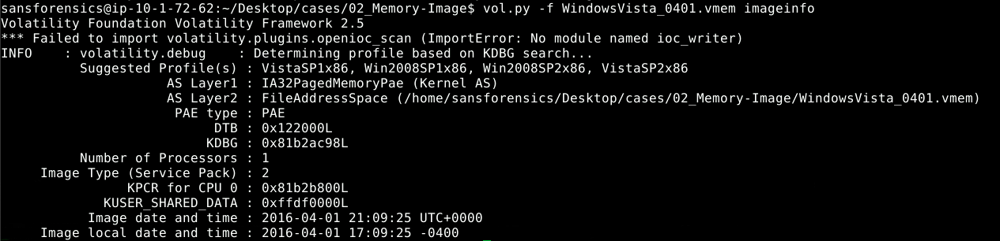 sansforensics@ip-10-1-72-62:~/Desktop/cases/02_Memory-Image$ vol.py -f WindowsVista_0401.vmem imageinfo
Volatility Foundation Volatility Framework 2.5
*** Failed to import volatility.plugins.openioc_scan (ImportError: No module named ioc_writer)
INFO    : volatility.debug    : Determining profile based on KDBG search...
          Suggested Profile(s) : VistaSP1x86, Win2008SP1x86, Win2008SP2x86, VistaSP2x86
                     AS Layer1 : IA32PagedMemoryPae (Kernel AS)
                     AS Layer2 : FileAddressSpace (/home/sansforensics/Desktop/cases/02_Memory-Image/WindowsVista_0401.vmem)
                      PAE type : PAE
                           DTB : 0x122000L
                          KDBG : 0x81b2ac98L
          Number of Processors : 1
     Image Type (Service Pack) : 2
                KPCR for CPU 0 : 0x81b2b800L
             KUSER_SHARED_DATA : 0xffdf0000L
           Image date and time : 2016-04-01 21:09:25 UTC+0000
     Image local date and time : 2016-04-01 17:09:25 -0400